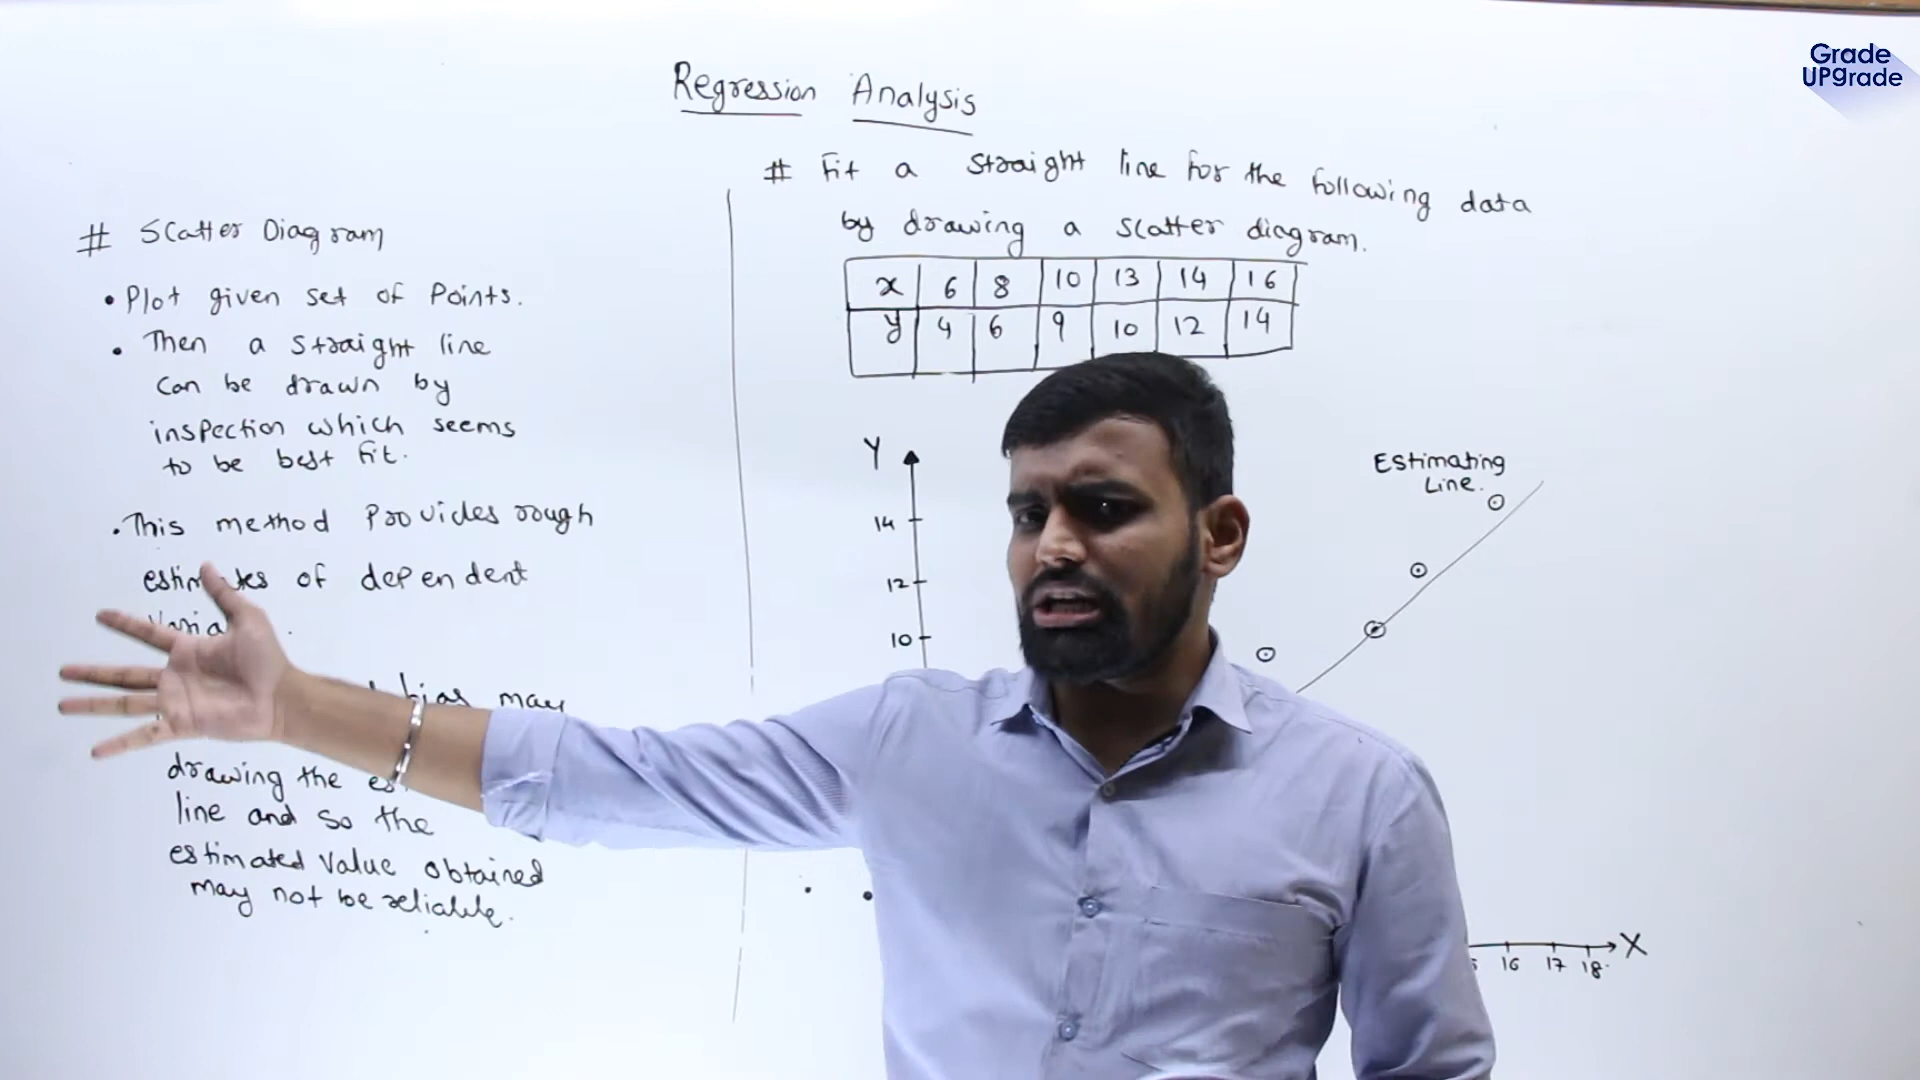 Grade
UPgrade
Regression Analysis
# Fit a straight line for the following data
by drawing a scatter diagram.
x 6 8 10 13 14 16
y 4 6 9 10 12 14
# Scatter Diagram
• Plot given set of Points.
• Then a straight line
can be drawn by
inspection which seems
to be best fit.
• This method Provides rough
of dependent
bias may
drawing the
line and so the
estimated value obtained
may not be reliable.
Y
14
12
10
Estimating
Line.
16 17 18 X